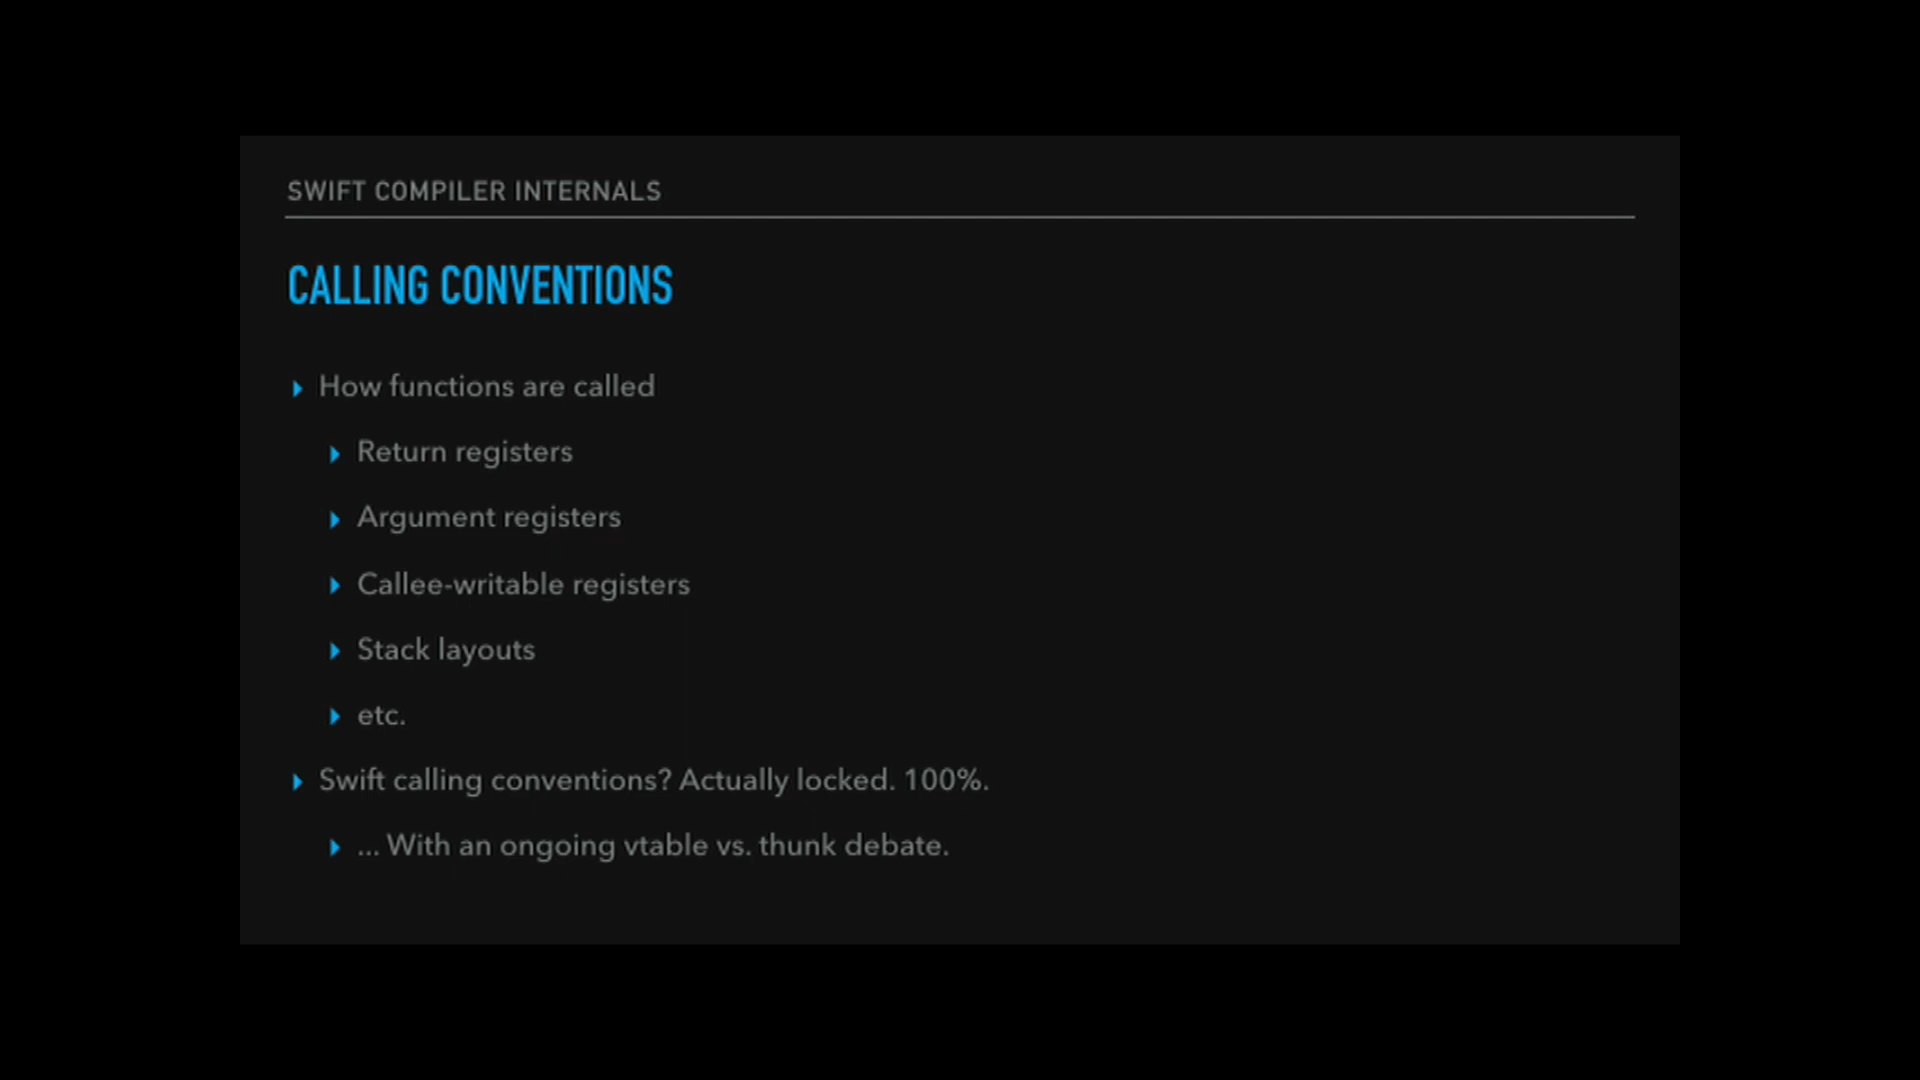 SWIFT COMPILER INTERNALS
CALLING CONVENTIONS
How functions are called
Return registers
Argument registers
Callee-writable registers
Stack layouts
etc.
Swift calling conventions? Actually locked. 100%.
... With an ongoing vtable vs. thunk debate.